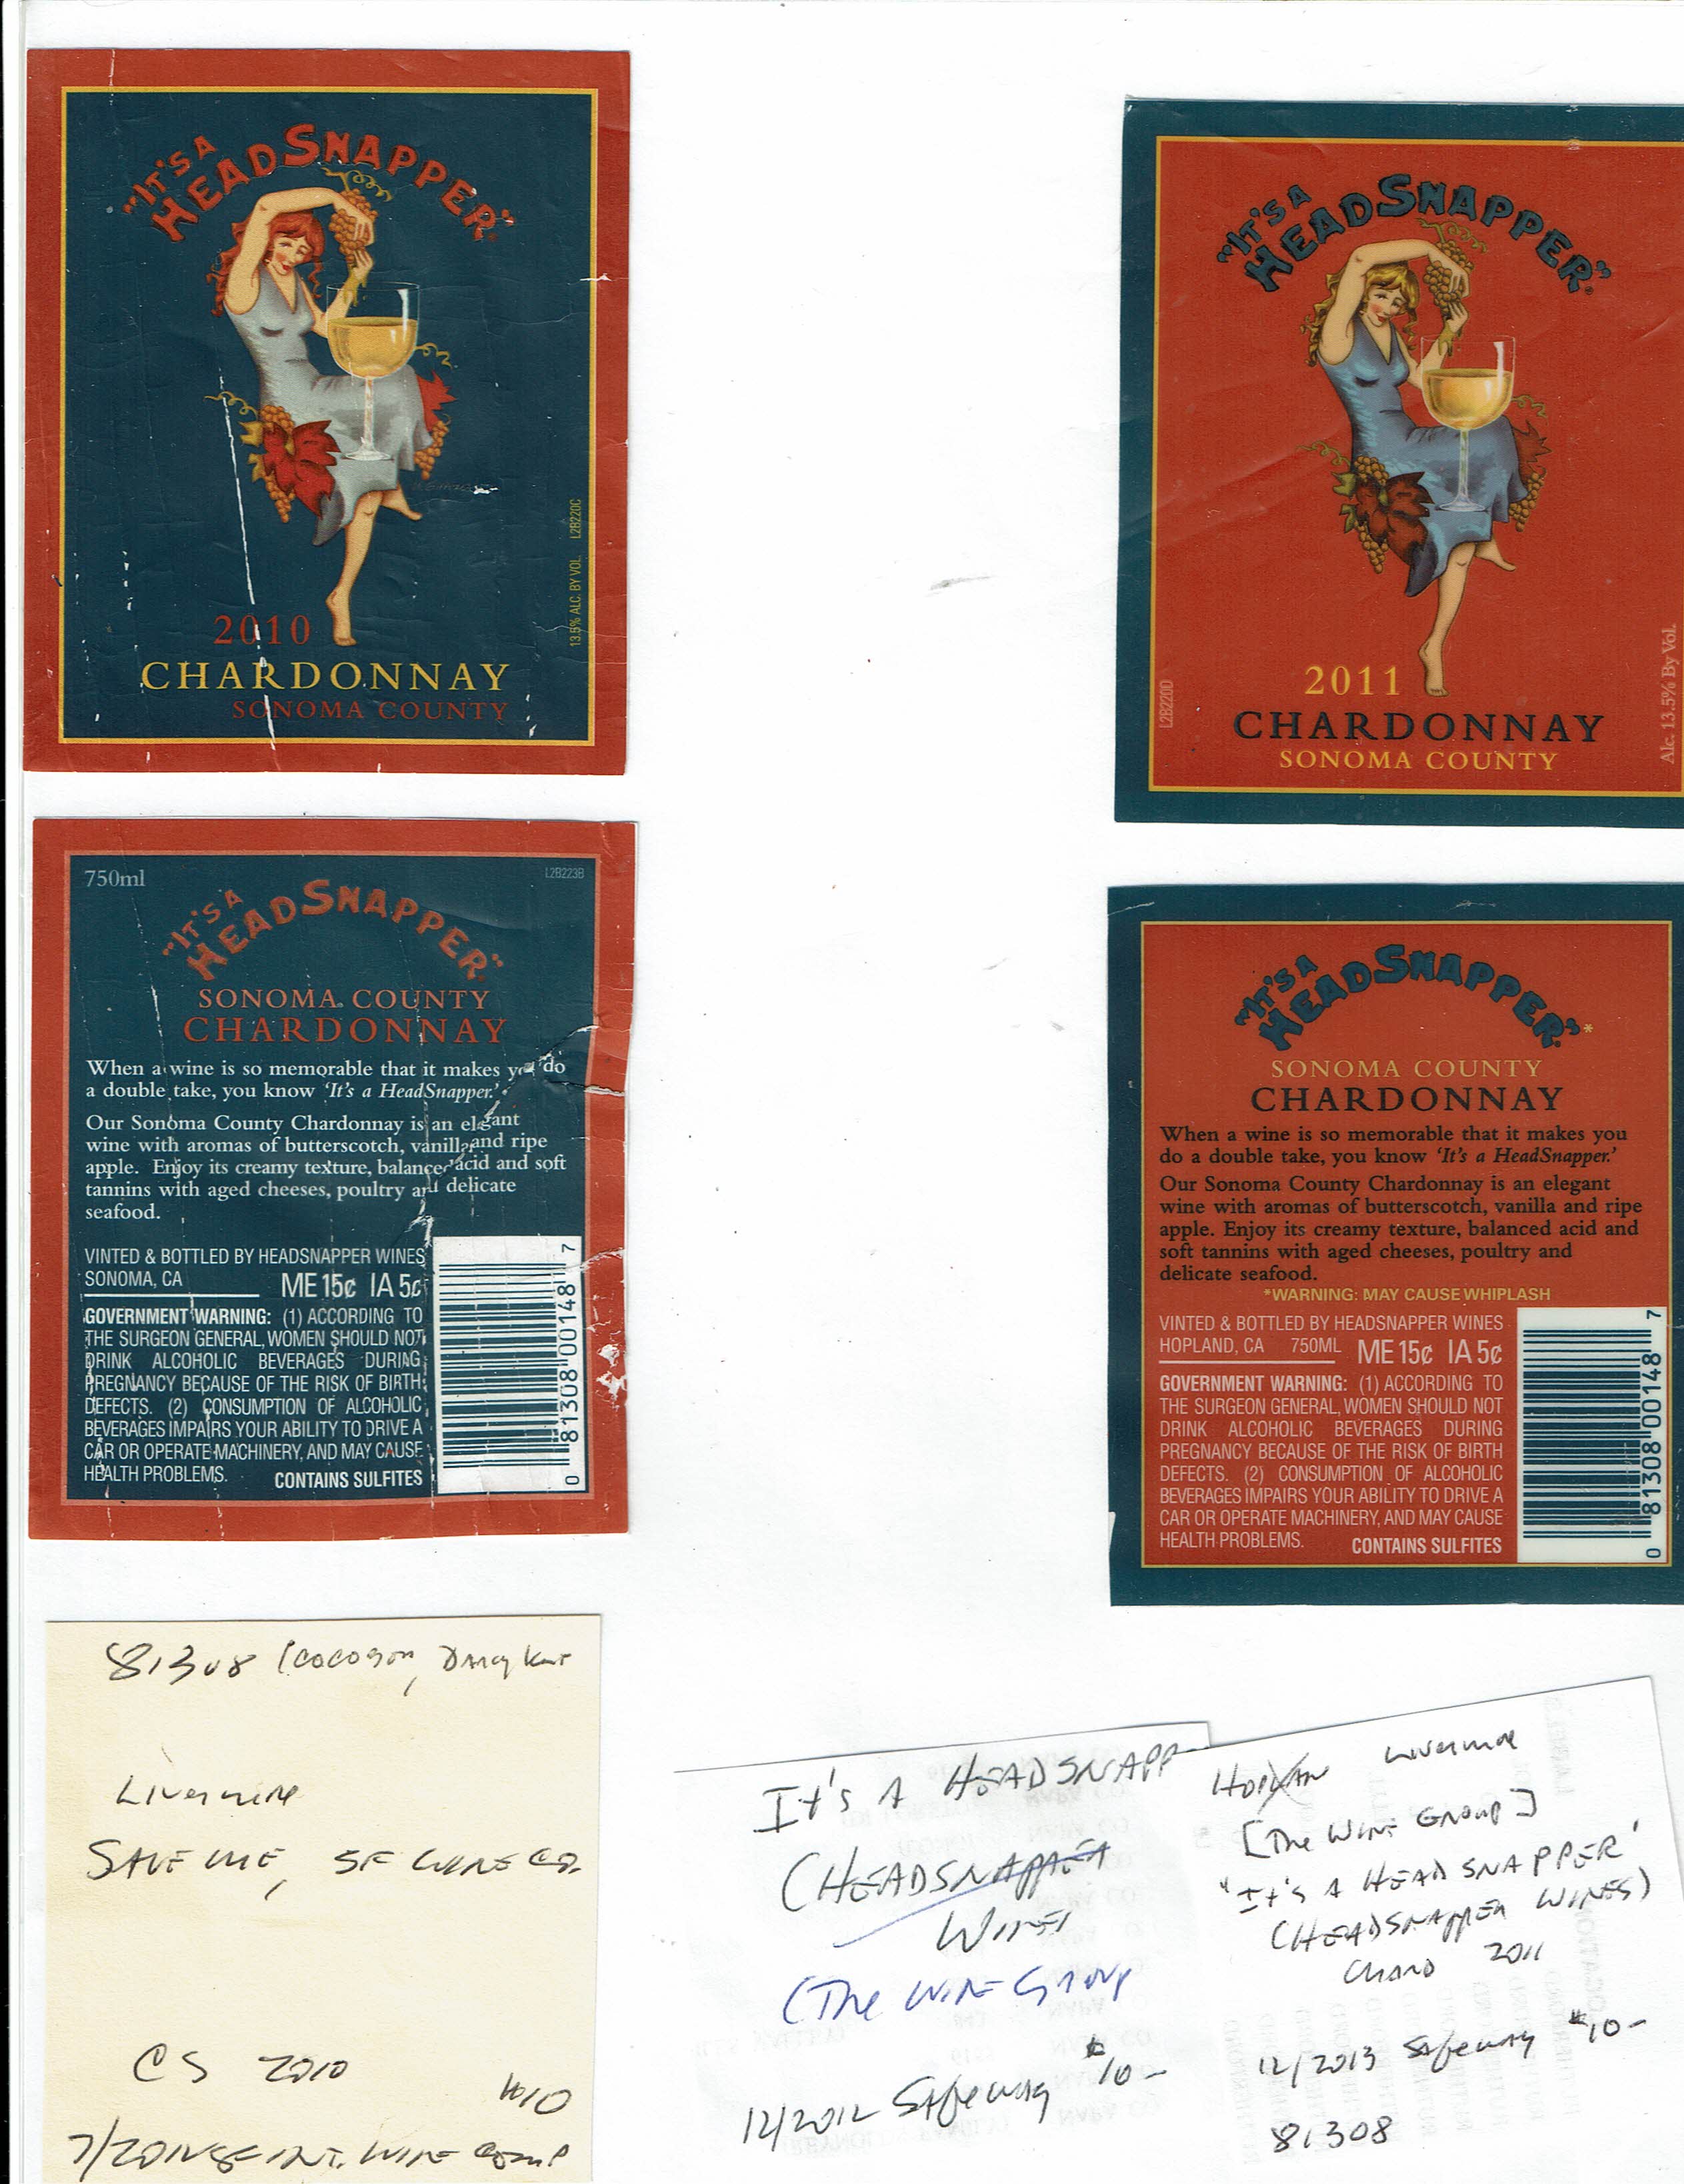 "IT'S A
HEADSNAPPER."
2010
CHARDONNAY
SONOMA COUNTY
13.5% ALC. BY VOL. L2B220C
750ml
L2B223B
"IT'S A
HEADSNAPPER."
SONOMA COUNTY
CHARDONNAY
When a wine is so memorable that it makes you do
a double take, you know 'It's a HeadSnapper.'
Our Sonoma County Chardonnay is an elegant
wine with aromas of butterscotch, vanilla and ripe
apple. Enjoy its creamy texture, balanced acid and soft
tannins with aged cheeses, poultry and delicate
seafood.
VINTED & BOTTLED BY HEADSNAPPER WINES
SONOMA, CA ME 15¢ IA 5¢
GOVERNMENT WARNING: (1) ACCORDING TO
THE SURGEON GENERAL, WOMEN SHOULD NOT
DRINK ALCOHOLIC BEVERAGES DURING
PREGNANCY BECAUSE OF THE RISK OF BIRTH
DEFECTS. (2) CONSUMPTION OF ALCOHOLIC
BEVERAGES IMPAIRS YOUR ABILITY TO DRIVE A
CAR OR OPERATE MACHINERY, AND MAY CAUSE
HEALTH PROBLEMS. CONTAINS SULFITES
0 81308 00148 7
"IT'S A
HEADSNAPPER."
2011
CHARDONNAY
SONOMA COUNTY
L2B220D
Alc. 13.5% By Vol.
"IT'S A
HEADSNAPPER."*
SONOMA COUNTY
CHARDONNAY
When a wine is so memorable that it makes you
do a double take, you know 'It's a HeadSnapper.'
Our Sonoma County Chardonnay is an elegant
wine with aromas of butterscotch, vanilla and ripe
apple. Enjoy its creamy texture, balanced acid and
soft tannins with aged cheeses, poultry and
delicate seafood.
*WARNING: MAY CAUSE WHIPLASH
VINTED & BOTTLED BY HEADSNAPPER WINES
HOPLAND, CA 750ML ME 15¢ IA 5¢
GOVERNMENT WARNING: (1) ACCORDING TO
THE SURGEON GENERAL, WOMEN SHOULD NOT
DRINK ALCOHOLIC BEVERAGES DURING
PREGNANCY BECAUSE OF THE RISK OF BIRTH
DEFECTS. (2) CONSUMPTION OF ALCOHOLIC
BEVERAGES IMPAIRS YOUR ABILITY TO DRIVE A
CAR OR OPERATE MACHINERY, AND MAY CAUSE
HEALTH PROBLEMS. CONTAINS SULFITES
0 81308 00148 7
81308
Livermore
SAVE ME, SF WINE CO.
CS 2010
$10
WINE COMP
It's A HEADSNAPP
(HEADSNAPPER
WINES
(The WINE Group
12/2012 Safeway $10-
Livermore
[The WINE GROUP]
"It's A HEADSNAPPER'
(HEADSNAPPER WINES)
CHARD 2011
12/2013 Safeway $10-
81308